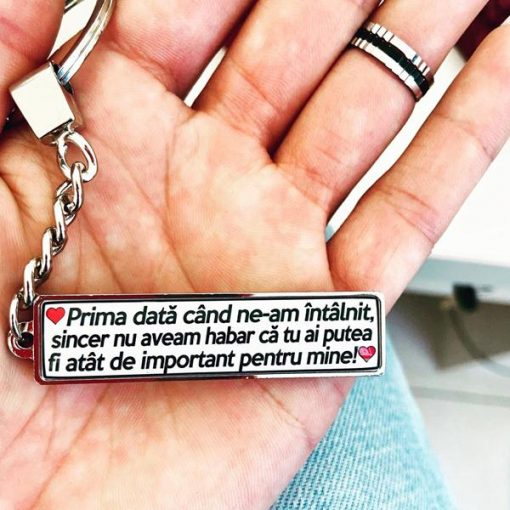 ❤Prima dată când ne-am întâlnit,
sincer nu aveam habar că tu ai putea
fi atât de important pentru mine!💘